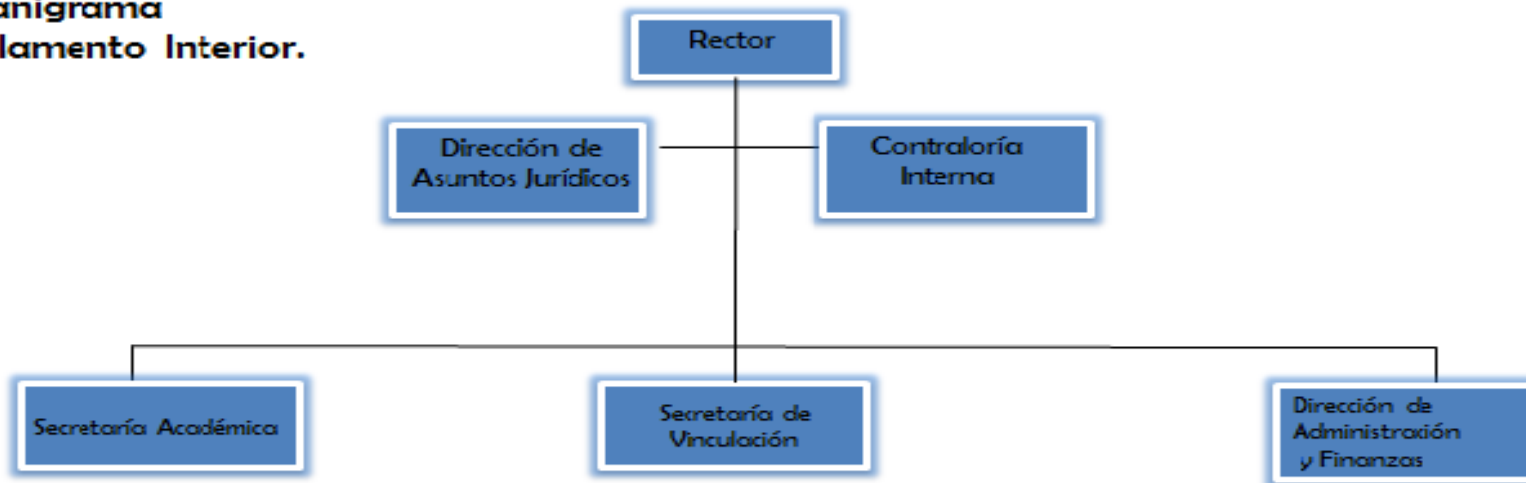 anigrama
lamento Interior.
Rector
Dirección de
Asuntos Jurídicos
Contraloría
Interna
Secretaría Académica
Secretaría de
Vinculación
Dirección de
Administración
y Finanzas